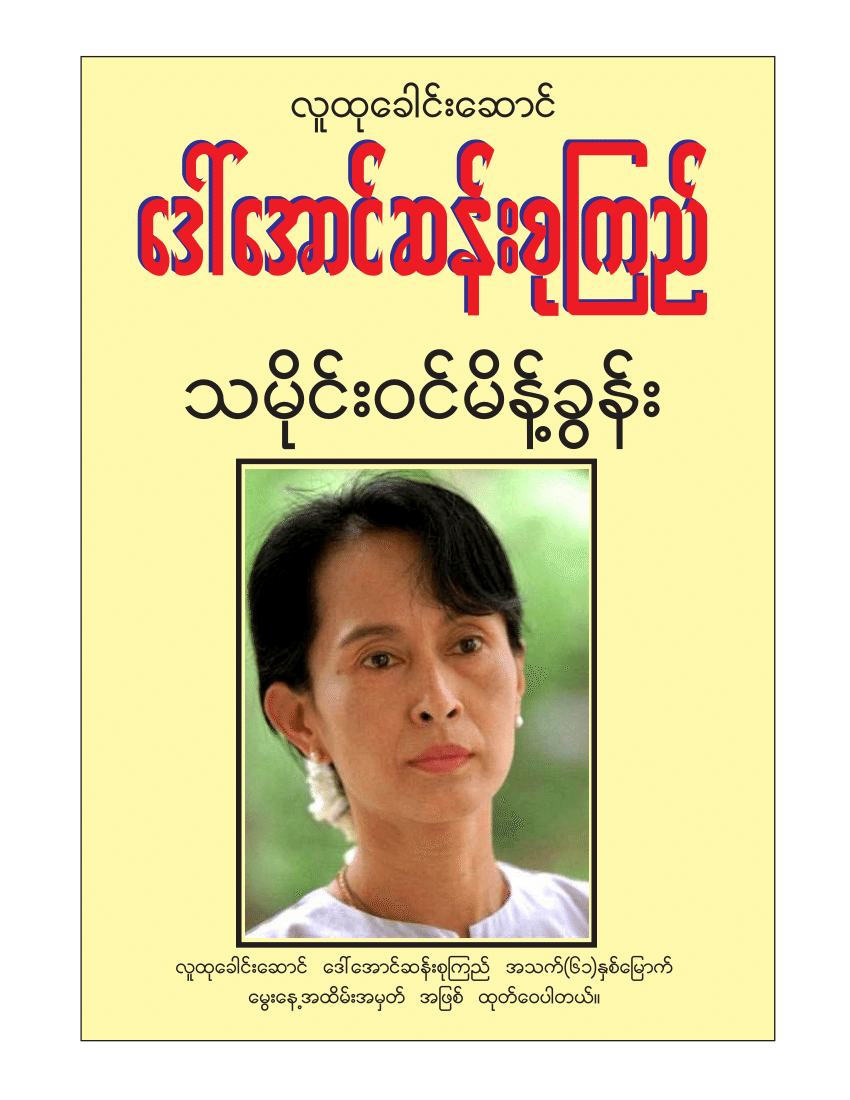 လူထုခေါင်းဆောင်
ဒေါ်အောင်ဆန်းစုကြည်
သမိုင်းဝင်မိန့်ခွန်း
လူထုခေါင်းဆောင် ဒေါ်အောင်ဆန်းစုကြည် အသက်(၆၁)နှစ်မြောက်
မွေးနေ့အထိမ်းအမှတ် အဖြစ် ထုတ်ဝေပါတယ်။